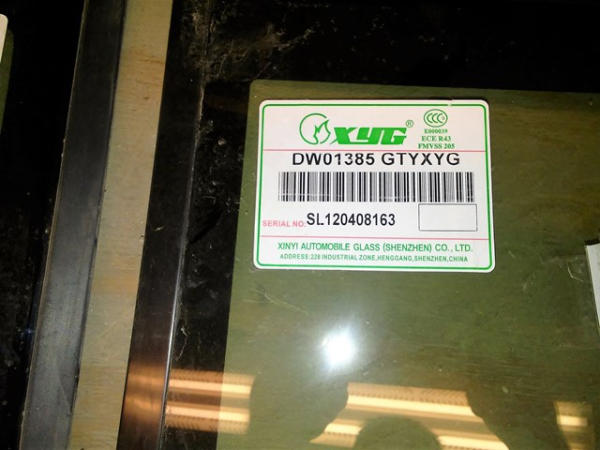 XYG®
CCC
E000039
ECE R43
FMVSS 205
DW01385 GTYXYG
SERIAL NO: SL120408163
XINYI AUTOMOBILE GLASS (SHENZHEN) CO., LTD.
ADDRESS:228 INDUSTRIAL ZONE,HENGGANG,SHENZHEN,CHINA